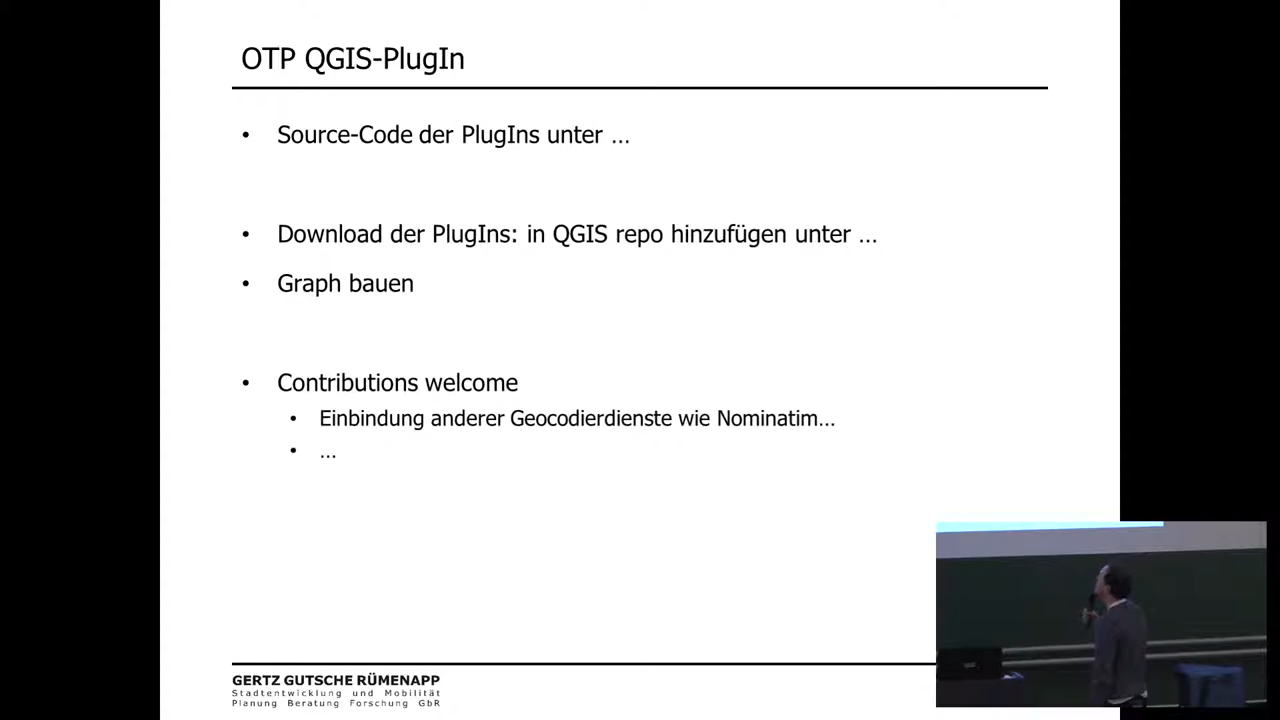 OTP QGIS-PlugIn
• Source-Code der PlugIns unter …
• Download der PlugIns: in QGIS repo hinzufügen unter …
• Graph bauen
• Contributions welcome
• Einbindung anderer Geocodierdienste wie Nominatim…
• …
GERTZ GUTSCHE RÜMENAPP
Stadtentwicklung und Mobilität
Planung Beratung Forschung GbR